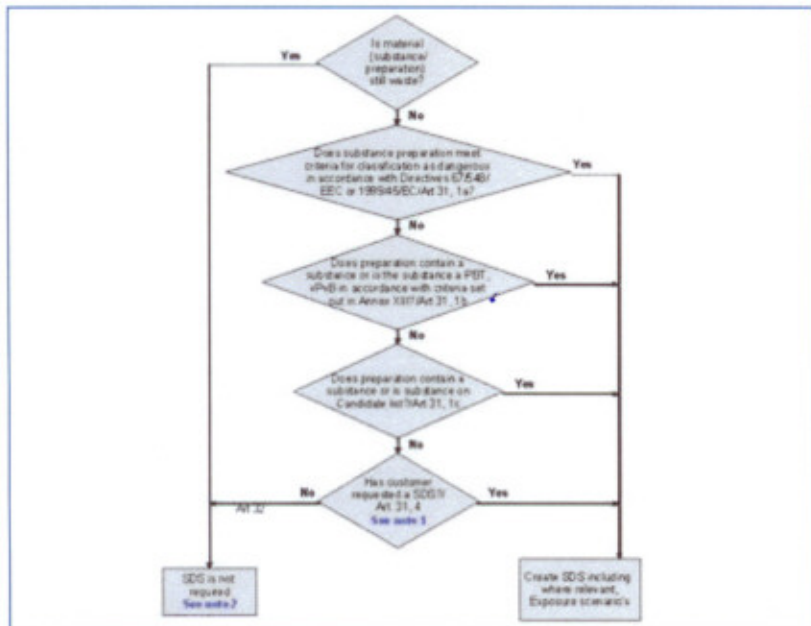 Is material
(substance/
preparation)
still waste?
Yes
No
Does substance preparation meet
criteria for classification as dangerous
in accordance with Directives 67/548/
EEC or 1999/45/EC/Art 31, 1a?
Yes
No
Does preparation contain a
substance or is the substance a PBT,
vPvB in accordance with criteria set
out in Annex XIII?/Art 31, 1b
Yes
No
Does preparation contain a
substance or is substance on
Candidate list?/Art 31, 1c
Yes
No
Has customer
requested a SDS?/
Art. 31, 4
See note 1
No
Yes
Art 32
SDS is not
required
See note 2
Create SDS including
where relevant,
Exposure scenario's